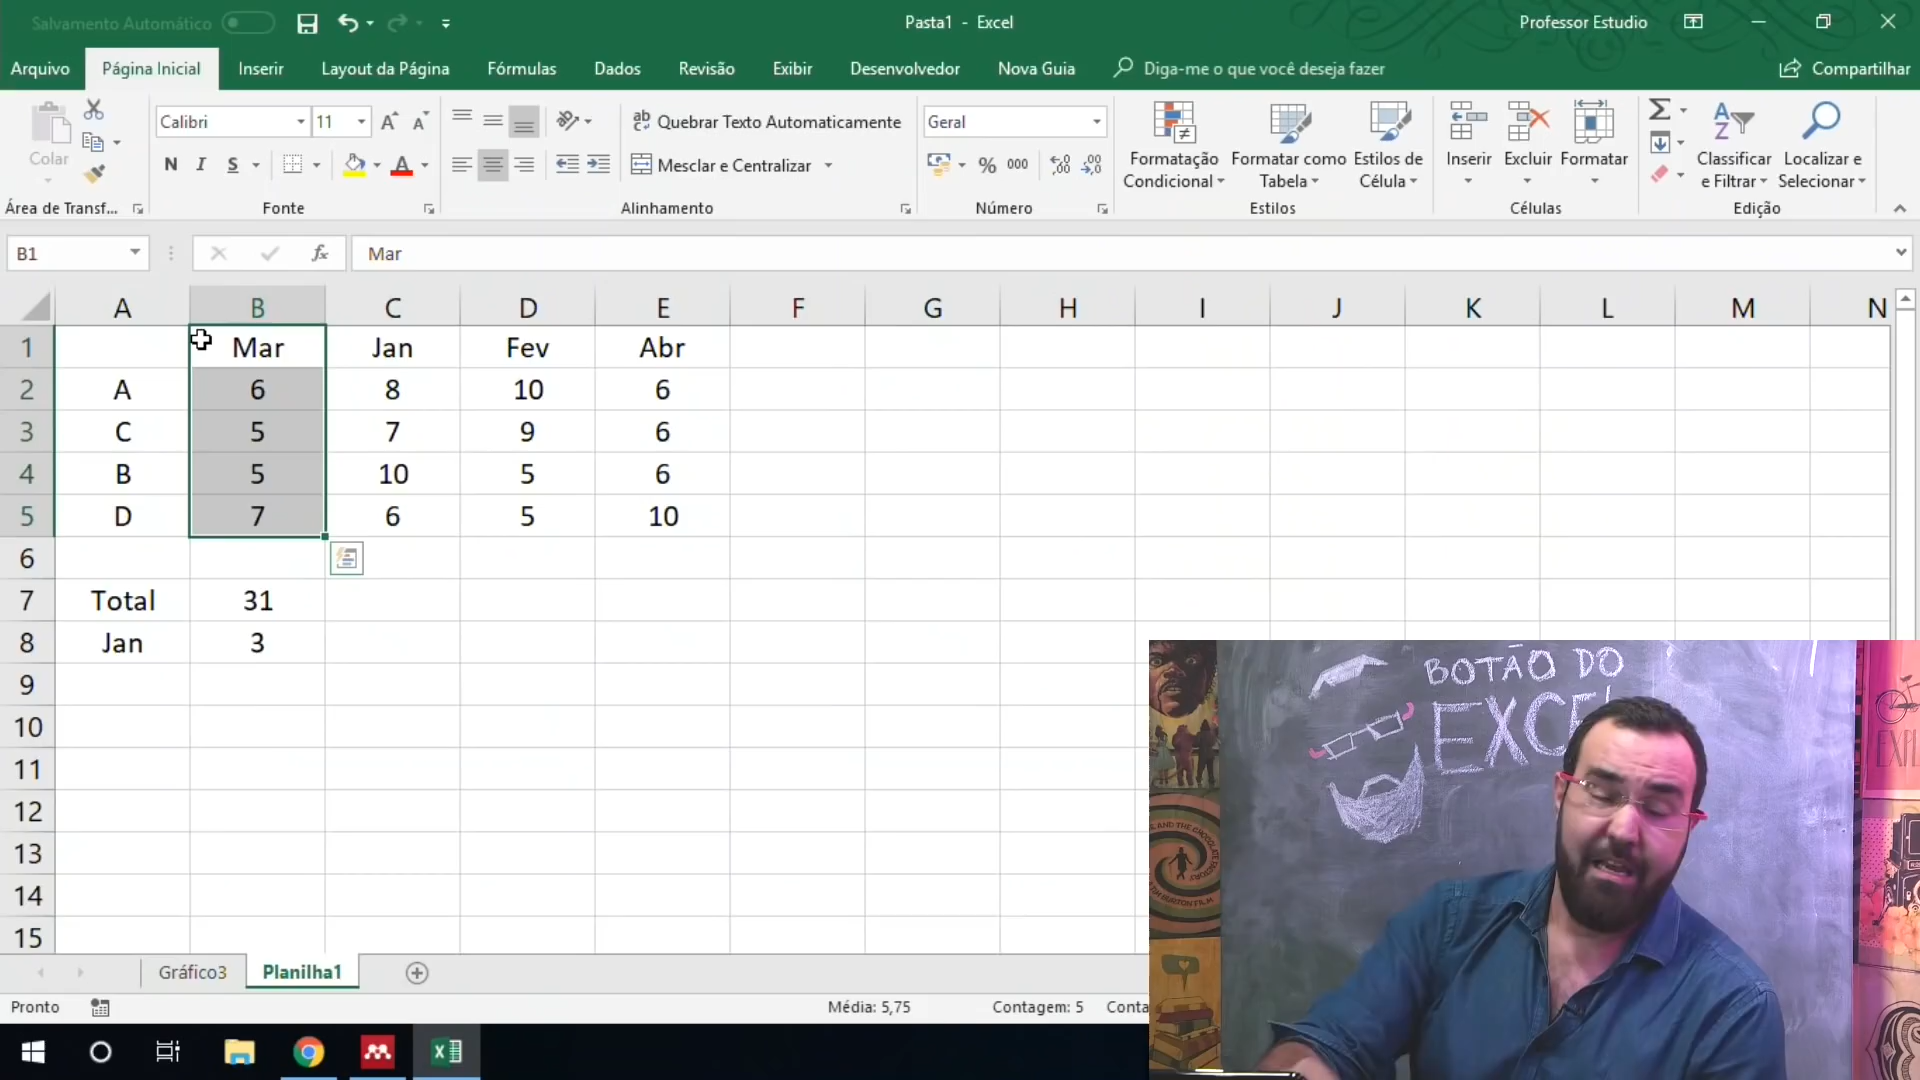 Salvamento Automático
Pasta1 - Excel
Professor Estudio
Arquivo Página Inicial Inserir Layout da Página Fórmulas Dados Revisão Exibir Desenvolvedor Nova Guia Diga-me o que você deseja fazer Compartilhar
Colar
Calibri 11
N I S
Quebrar Texto Automaticamente
Mesclar e Centralizar
Geral
% 000
Formatação Condicional
Formatar como Tabela
Estilos de Célula
Inserir
Excluir
Formatar
Classificar e Filtrar
Localizar e Selecionar
Área de Transf... Fonte Alinhamento Número Estilos Células Edição
B1 fx Mar
A B C D E F G H I J K L M N
1 Mar Jan Fev Abr
2 A 6 8 10 6
3 C 5 7 9 6
4 B 5 10 5 6
5 D 7 6 5 10
6
7 Total 31
8 Jan 3
9
10
11
12
13
14
15
BOTÃO DO
EXCEL
Gráfico3 Planilha1
Pronto Média: 5,75 Contagem: 5 Conta